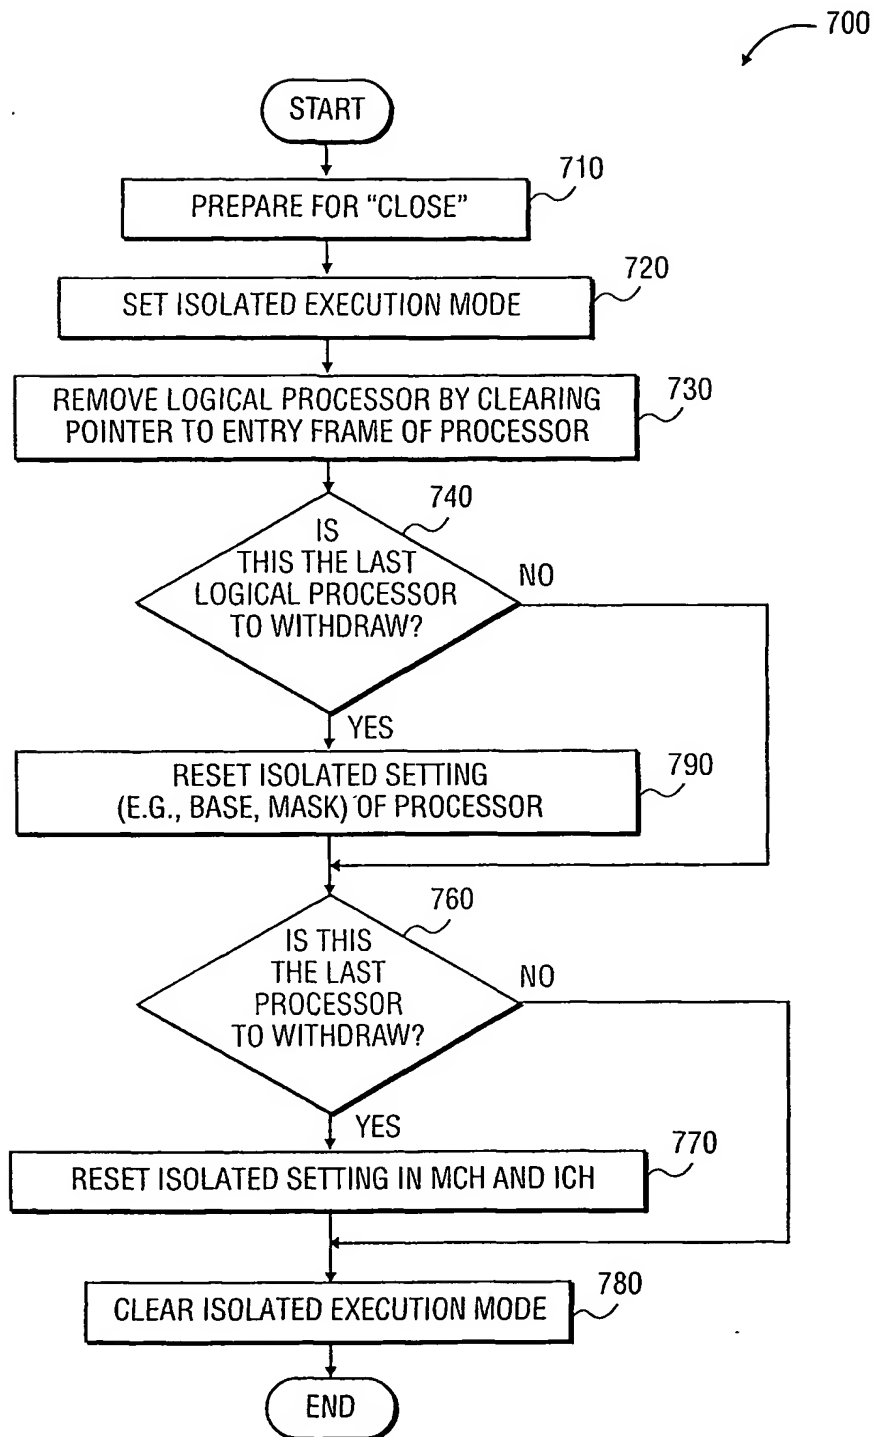 700
START
710
PREPARE FOR “CLOSE”
720
SET ISOLATED EXECUTION MODE
730
REMOVE LOGICAL PROCESSOR BY CLEARING
POINTER TO ENTRY FRAME OF PROCESSOR
740
IS
THIS THE LAST
LOGICAL PROCESSOR
TO WITHDRAW?
NO
YES
790
RESET ISOLATED SETTING
(E.G., BASE, MASK) OF PROCESSOR
760
IS THIS
THE LAST
PROCESSOR
TO WITHDRAW?
NO
YES
770
RESET ISOLATED SETTING IN MCH AND ICH
780
CLEAR ISOLATED EXECUTION MODE
END